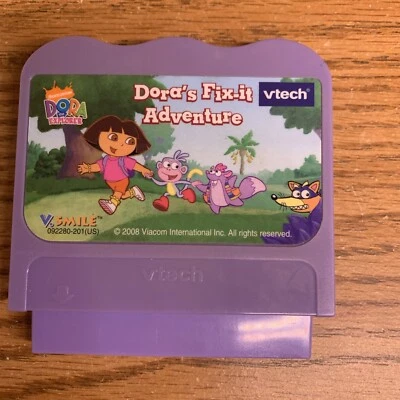 nickelodeon
DORA
the
EXPLORER
Dora's Fix-it
Adventure
vtech
V.SMILE™
092280-201(US)
© 2008 Viacom International Inc. All rights reserved.
vtech